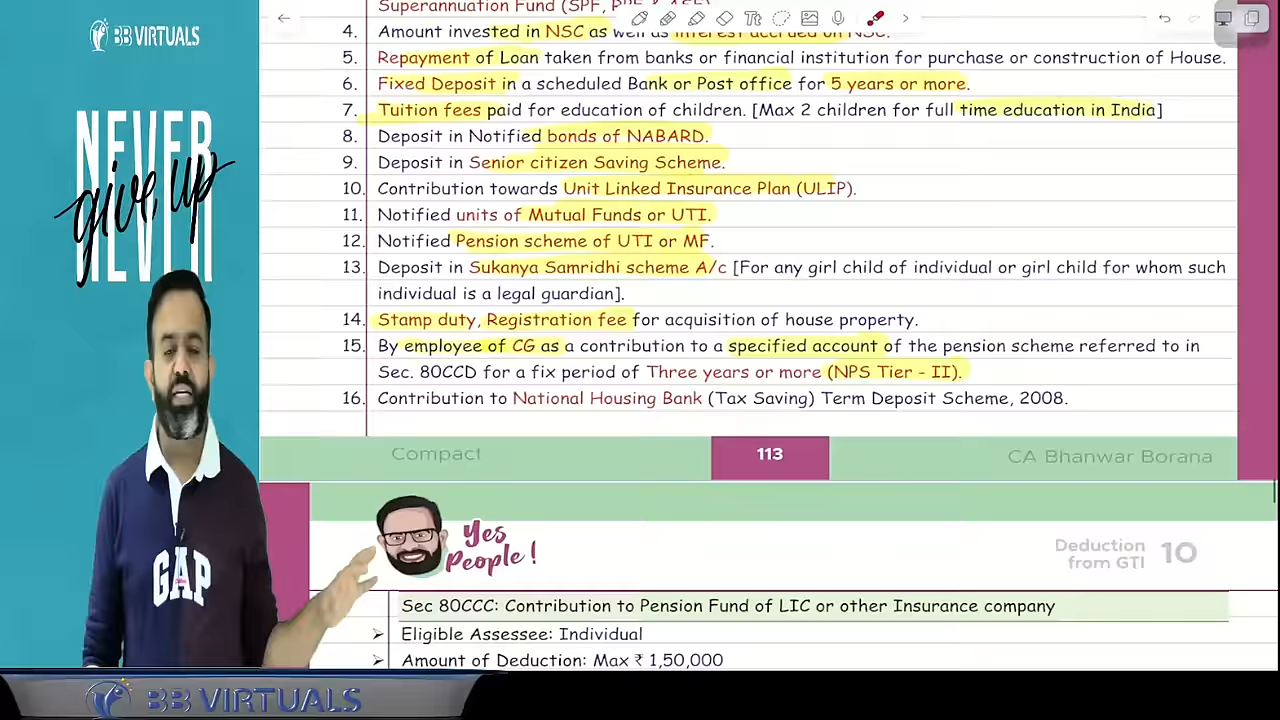 BB VIRTUALS
NEVER
give up
NEVER
GAP
Superannuation Fund (SPF,
4. Amount invested in NSC as well as interest accrued on NSC.
5. Repayment of Loan taken from banks or financial institution for purchase or construction of House.
6. Fixed Deposit in a scheduled Bank or Post office for 5 years or more.
7. Tuition fees paid for education of children. [Max 2 children for full time education in India]
8. Deposit in Notified bonds of NABARD.
9. Deposit in Senior citizen Saving Scheme.
10. Contribution towards Unit Linked Insurance Plan (ULIP).
11. Notified units of Mutual Funds or UTI.
12. Notified Pension scheme of UTI or MF.
13. Deposit in Sukanya Samridhi scheme A/c [For any girl child of individual or girl child for whom such
individual is a legal guardian].
14. Stamp duty, Registration fee for acquisition of house property.
15. By employee of CG as a contribution to a specified account of the pension scheme referred to in
Sec. 80CCD for a fix period of Three years or more (NPS Tier - II).
16. Contribution to National Housing Bank (Tax Saving) Term Deposit Scheme, 2008.
Compact 113 CA Bhanwar Borana
Yes
People!
Deduction
from GTI 10
Sec 80CCC: Contribution to Pension Fund of LIC or other Insurance company
➢ Eligible Assessee: Individual
➢ Amount of Deduction: Max ₹ 1,50,000
BB VIRTUALS